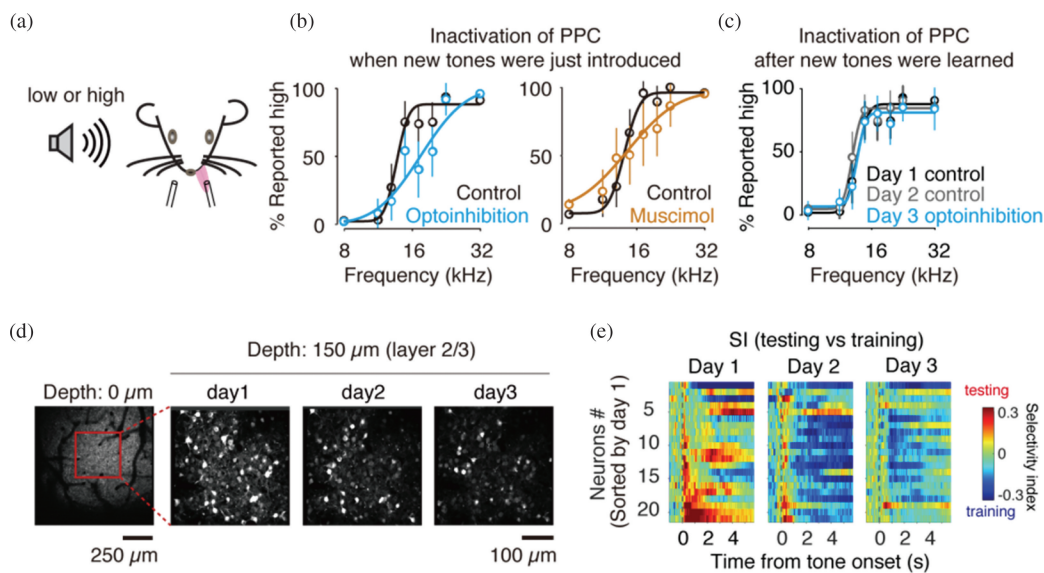 (a)
low or high
(b)
Inactivation of PPC
when new tones were just introduced
% Reported high
100
50
0
Control
Optoinhibition
8
16
32
Frequency (kHz)
100
50
0
Control
Muscimol
8
16
32
Frequency (kHz)
(c)
Inactivation of PPC
after new tones were learned
% Reported high
100
50
0
Day 1 control
Day 2 control
Day 3 optoinhibition
8
16
32
Frequency (kHz)
(d)
Depth: 150 μm (layer 2/3)
Depth: 0 μm
day1
day2
day3
250 μm
100 μm
(e)
SI (testing vs training)
Day 1
Day 2
Day 3
Neurons #
(Sorted by day 1)
5
10
15
20
0 2 4
0 2 4
0 2 4
Time from tone onset (s)
testing
0.3
0
-0.3
training
Selectivity index